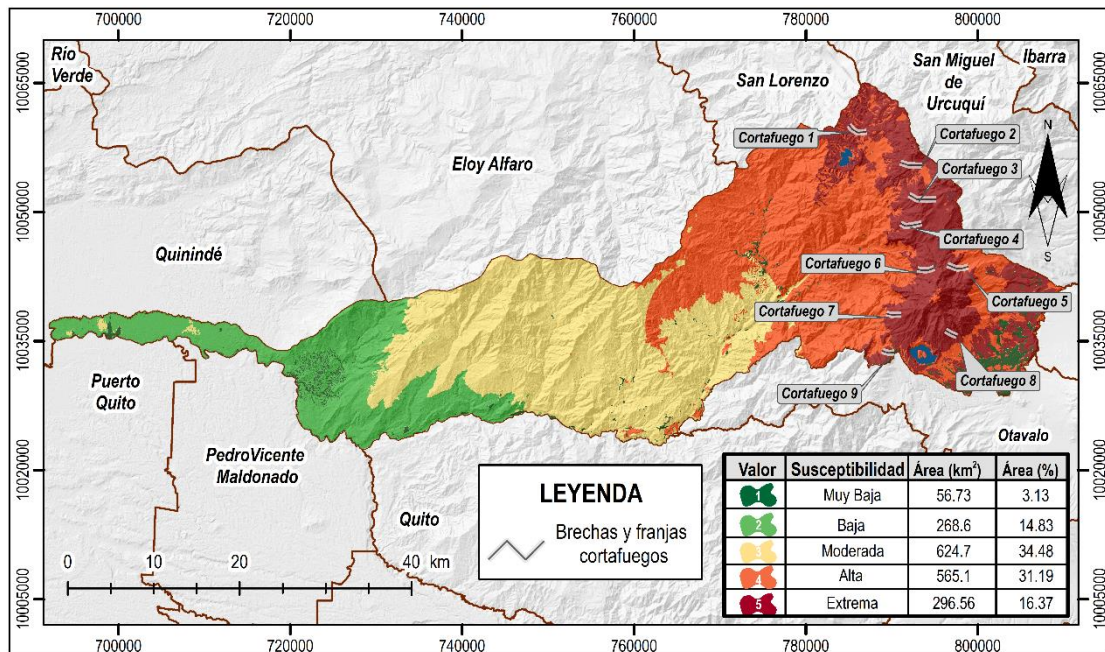 700000 720000 740000 760000 780000 800000
Río
Verde
San Lorenzo
San Miguel
de
Urcuquí
Ibarra
10065000
10065000
Cortafuego 1
Cortafuego 2
N
Eloy Alfaro
Cortafuego 3
10050000
10050000
Quinindé
Cortafuego 4
S
Cortafuego 6
Cortafuego 5
Cortafuego 7
10035000
10035000
Puerto
Quito
Cortafuego 8
Cortafuego 9
Otavalo
PedroVicente
Maldonado
10020000
10020000
Quito
LEYENDA
Brechas y franjas
cortafuegos
Valor Susceptibilidad Área (km²) Área (%)
1 Muy Baja 56.73 3.13
2 Baja 268.6 14.83
3 Moderada 624.7 34.48
4 Alta 565.1 31.19
5 Extrema 296.56 16.37
0 10 20 40 km
10005000
10005000
700000 720000 740000 760000 780000 800000